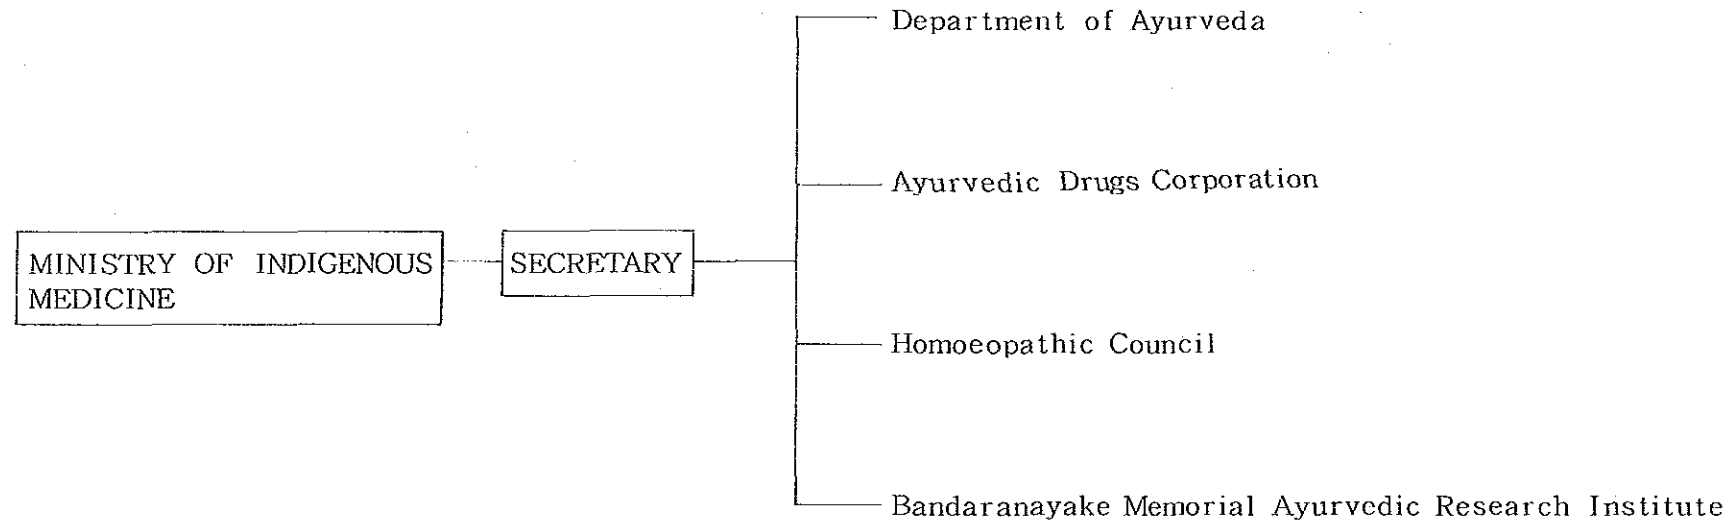 Department of Ayurveda
Ayurvedic Drugs Corporation
MINISTRY OF INDIGENOUS
MEDICINE
SECRETARY
Homoeopathic Council
Bandaranayake Memorial Ayurvedic Research Institute